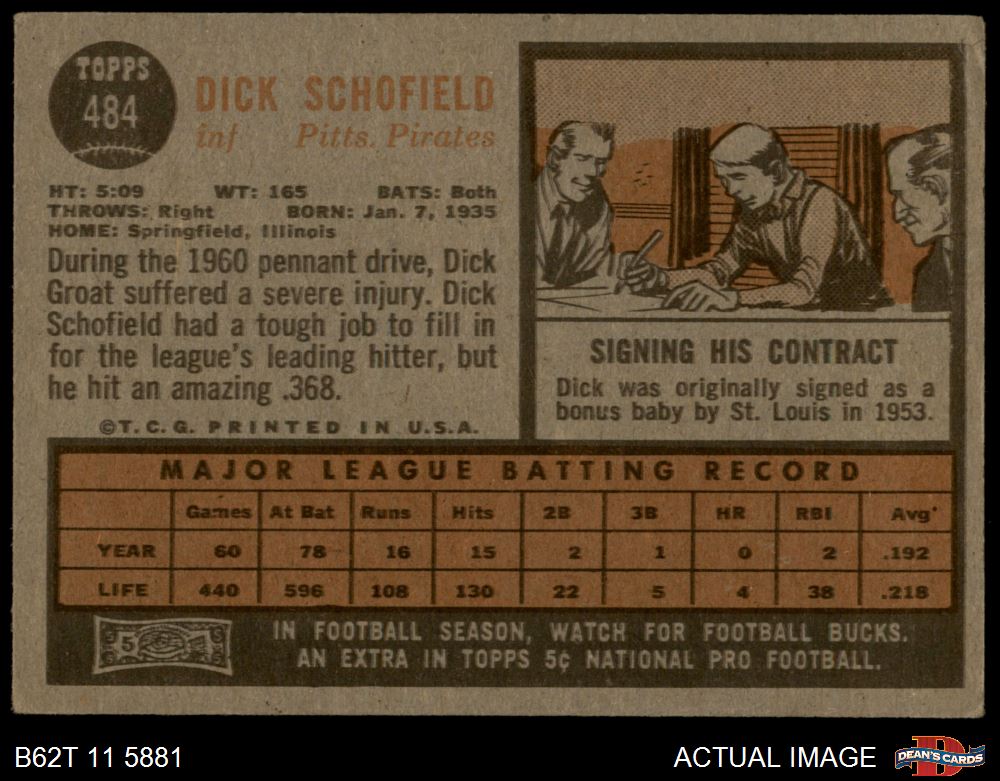 TOPPS
484
DICK SCHOFIELD
inf Pitts. Pirates
HT: 5:09 WT: 165 BATS: Both
THROWS: Right BORN: Jan. 7, 1935
HOME: Springfield, Illinois
During the 1960 pennant drive, Dick
Groat suffered a severe injury. Dick
Schofield had a tough job to fill in
for the league's leading hitter, but
he hit an amazing .368.
©T.C.G. PRINTED IN U.S.A.
SIGNING HIS CONTRACT
Dick was originally signed as a
bonus baby by St. Louis in 1953.
MAJOR LEAGUE BATTING RECORD
Games At Bat Runs Hits 2B 3B HR RBI Avg.
YEAR 60 78 16 15 2 1 0 2 .192
LIFE 440 596 108 130 22 5 4 38 .218
5
IN FOOTBALL SEASON, WATCH FOR FOOTBALL BUCKS.
AN EXTRA IN TOPPS 5¢ NATIONAL PRO FOOTBALL.
B62T 11 5881
ACTUAL IMAGE
D
DEAN'S CARDS